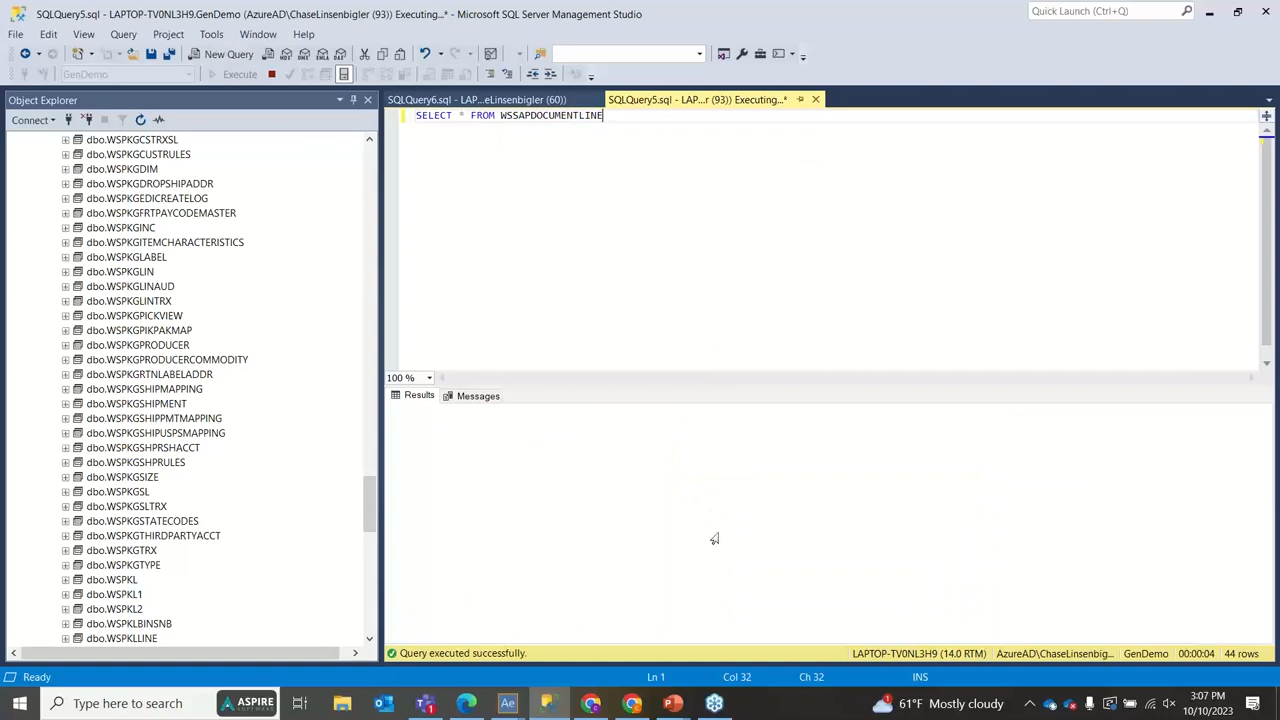 SQLQuery5.sql - LAPTOP-TV0NL3H9.GenDemo (AzureAD\ChaseLinsenbigler (93)) Executing...* - Microsoft SQL Server Management Studio
Quick Launch (Ctrl+Q)
File Edit View Query Project Tools Window Help
New Query MDX DMX XMLA DAX
GenDemo Execute
Object Explorer
SQLQuery6.sql - LAP...eLinsenbigler (60)) SQLQuery5.sql - LAP...r (93)) Executing...*
Connect
SELECT * FROM WSSAPDOCUMENTLINE
dbo.WSPKGCSTRXSL
dbo.WSPKGCUSTRULES
dbo.WSPKGDIM
dbo.WSPKGDROPSHIPADDR
dbo.WSPKGEDICREATELOG
dbo.WSPKGFRTPAYCODEMASTER
dbo.WSPKGINC
dbo.WSPKGITEMCHARACTERISTICS
dbo.WSPKGLABEL
dbo.WSPKGLIN
dbo.WSPKGLINAUD
dbo.WSPKGLINTRX
dbo.WSPKGPICKVIEW
dbo.WSPKGPIKPAKMAP
dbo.WSPKGPRODUCER
dbo.WSPKGPRODUCERCOMMODITY
dbo.WSPKGRTNLABELADDR
dbo.WSPKGSHIPMAPPING
dbo.WSPKGSHIPMENT
dbo.WSPKGSHIPPMTMAPPING
dbo.WSPKGSHIPUSPSMAPPING
dbo.WSPKGSHPRSHACCT
dbo.WSPKGSHPRULES
dbo.WSPKGSIZE
dbo.WSPKGSL
dbo.WSPKGSLTRX
dbo.WSPKGSTATECODES
dbo.WSPKGTHIRDPARTYACCT
dbo.WSPKGTRX
dbo.WSPKGTYPE
dbo.WSPKL
dbo.WSPKL1
dbo.WSPKL2
dbo.WSPKLBINSNB
dbo.WSPKLLINE
100 %
Results Messages
Query executed successfully. LAPTOP-TV0NL3H9 (14.0 RTM) AzureAD\ChaseLinsenbig... GenDemo 00:00:04 44 rows
Ready Ln 1 Col 32 Ch 32 INS
Type here to search ASPIRE SOFTWARE Ae 61°F Mostly cloudy 3:07 PM
10/10/2023